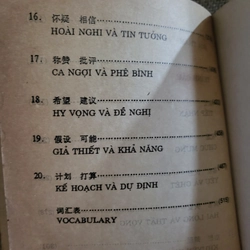 16. 怀疑 相信
HOÀI NGHI VÀ TIN TƯỞNG
17. 称赞 批评
CA NGỢI VÀ PHÊ BÌNH
18. 希望 建议
HY VỌNG VÀ ĐỀ NGHỊ
19. 假设 可能
GIẢ THIẾT VÀ KHẢ NĂNG
20. 计划 打算
KẾ HOẠCH VÀ DỰ ĐỊNH
词汇表
VOCABULARY